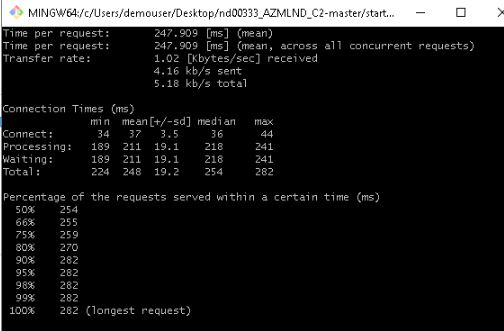 MINGW64:/c/Users/demouser/Desktop/nd00333_AZMLND_C2-master/start...
Time per request: 247.909 [ms] (mean)
Time per request: 247.909 [ms] (mean, across all concurrent requests)
Transfer rate: 1.02 [Kbytes/sec] received
4.16 kb/s sent
5.18 kb/s total
Connection Times (ms)
min mean[+/-sd] median max
Connect: 34 37 3.5 36 44
Processing: 189 211 19.1 218 241
Waiting: 189 211 19.1 218 241
Total: 224 248 19.2 254 282
Percentage of the requests served within a certain time (ms)
50% 254
66% 255
75% 259
80% 270
90% 282
95% 282
98% 282
99% 282
100% 282 (longest request)